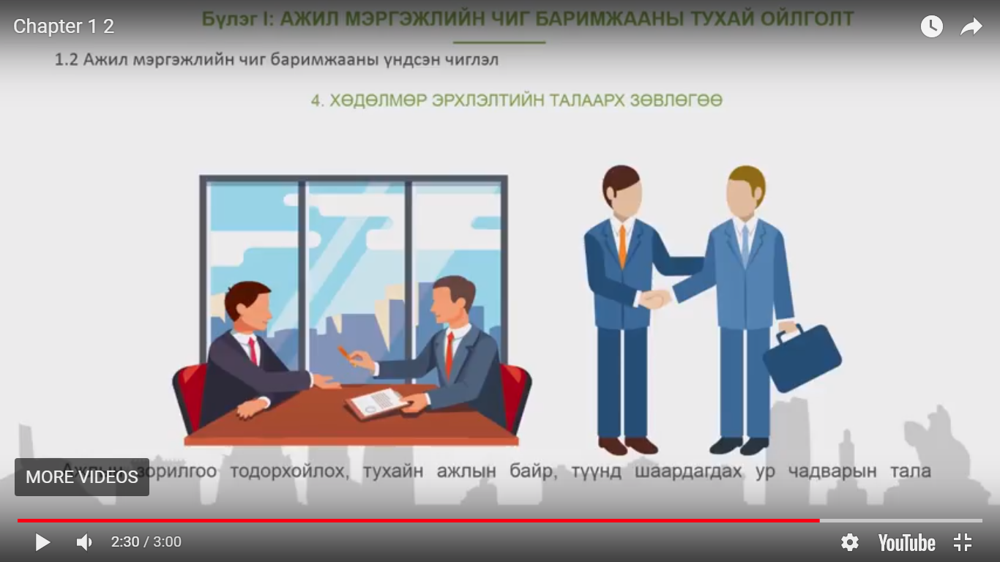 Chapter 1 2
Бүлэг I: АЖИЛ МЭРГЭЖЛИЙН ЧИГ БАРИМЖААНЫ ТУХАЙ ОЙЛГОЛТ
1.2 Ажил мэргэжлийн чиг баримжааны үндсэн чиглэл
4. ХӨДӨЛМӨР ЭРХЛЭЛТИЙН ТАЛААРХ ЗӨВЛӨГӨӨ
зорилгоо тодорхойлох, тухайн ажлын байр, түүнд шаардагдах ур чадварын тала
MORE VIDEOS
2:30 / 3:00
YouTube